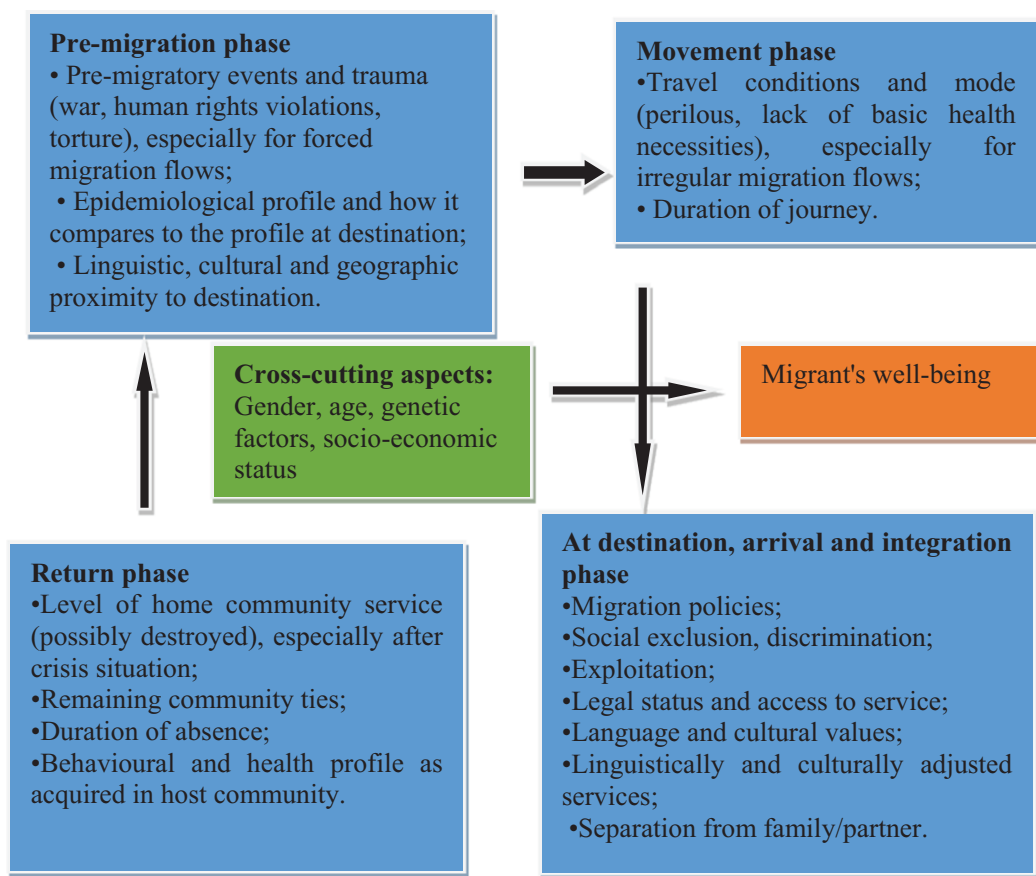 Pre-migration phase
• Pre-migratory events and trauma
(war, human rights violations,
torture), especially for forced
migration flows;
• Epidemiological profile and how it
compares to the profile at destination;
• Linguistic, cultural and geographic
proximity to destination.
Movement phase
•Travel conditions and mode
(perilous, lack of basic health
necessities), especially for
irregular migration flows;
• Duration of journey.
Cross-cutting aspects:
Gender, age, genetic
factors, socio-economic
status
Migrant's well-being
Return phase
•Level of home community service
(possibly destroyed), especially after
crisis situation;
•Remaining community ties;
•Duration of absence;
•Behavioural and health profile as
acquired in host community.
At destination, arrival and integration
phase
•Migration policies;
•Social exclusion, discrimination;
•Exploitation;
•Legal status and access to service;
•Language and cultural values;
•Linguistically and culturally adjusted
services;
•Separation from family/partner.